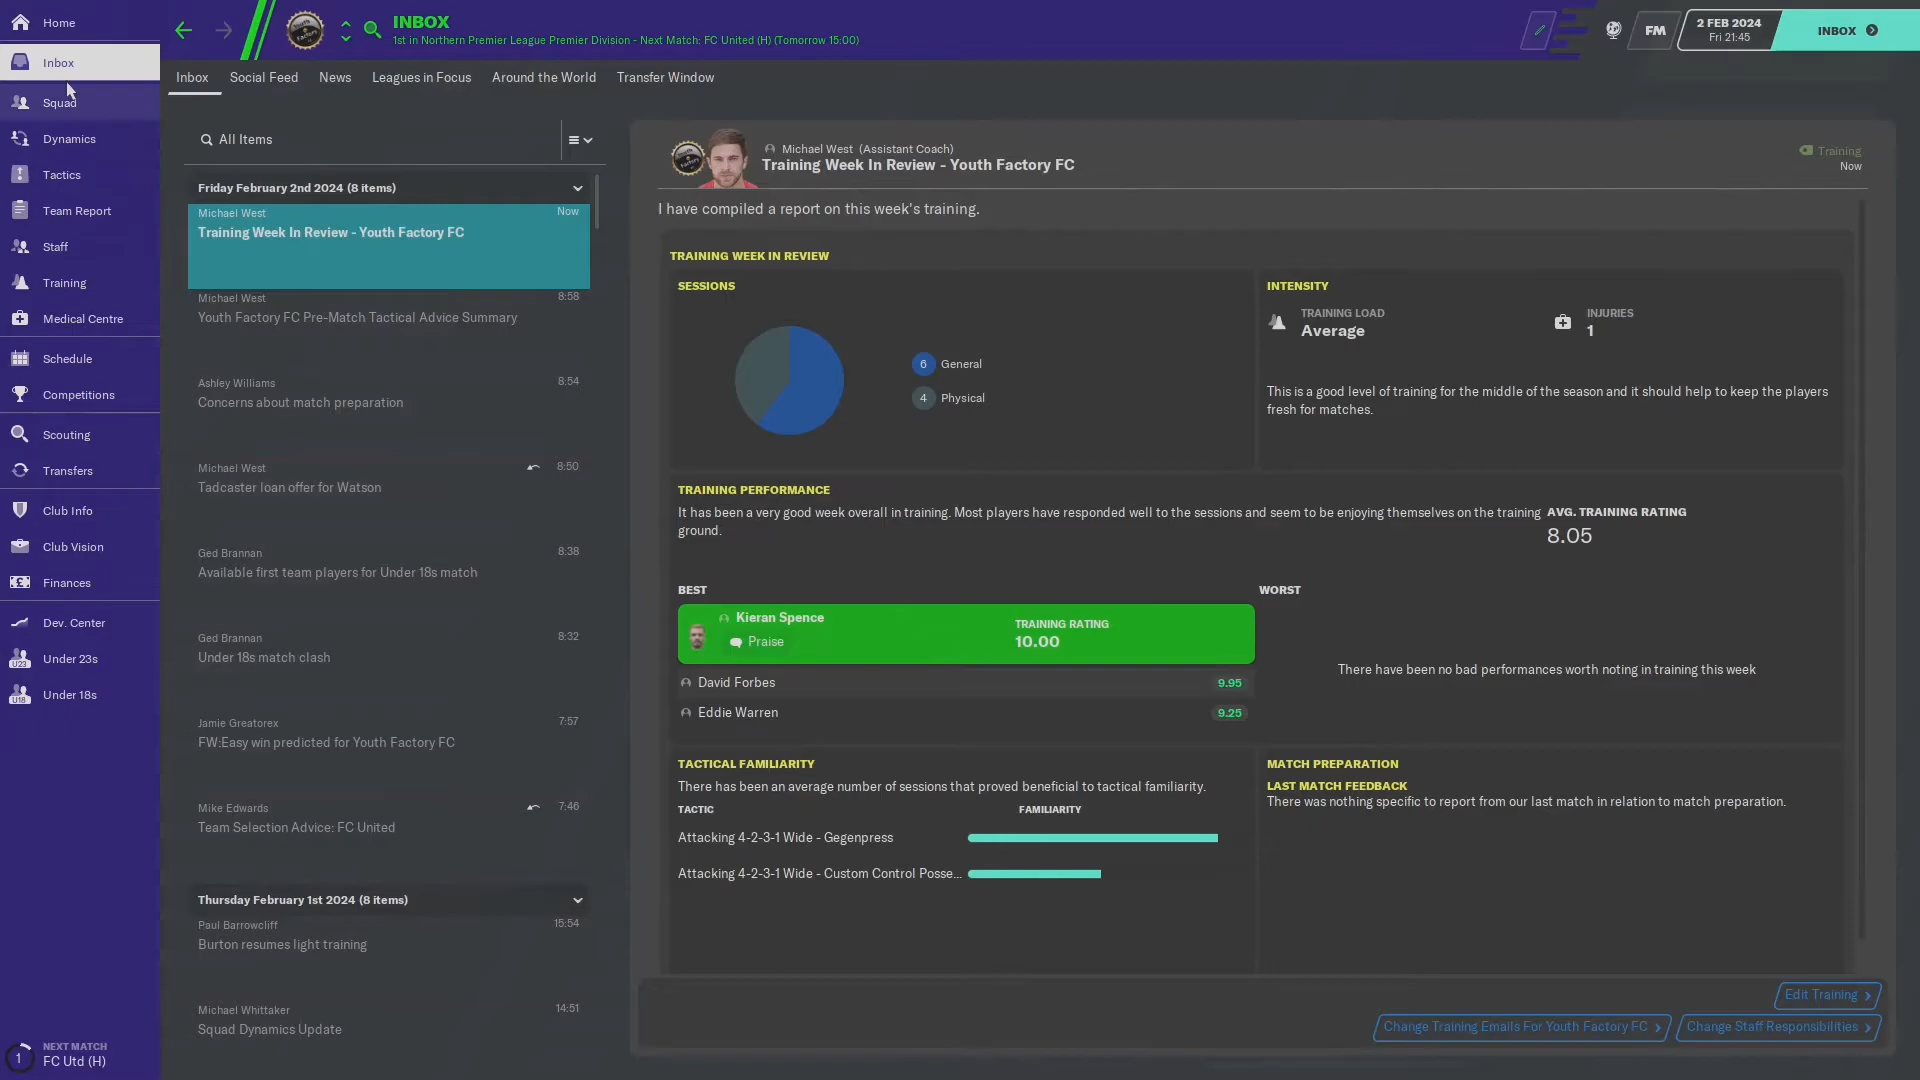 Home
Inbox
Squad
Dynamics
Tactics
Team Report
Staff
Training
Medical Centre
Schedule
Competitions
Scouting
Transfers
Club Info
Club Vision
Finances
Dev. Center
U23 Under 23s
U18 Under 18s
1
NEXT MATCH
FC Utd (H)
INBOX
1st in Northern Premier League Premier Division - Next Match: FC United (H) (Tomorrow 15:00)
FM
2 FEB 2024
Fri 21:45
INBOX
Inbox Social Feed News Leagues in Focus Around the World Transfer Window
All Items
Friday February 2nd 2024 (8 items)
Michael West Now
Training Week In Review - Youth Factory FC
Michael West 8:58
Youth Factory FC Pre-Match Tactical Advice Summary
Ashley Williams 8:54
Concerns about match preparation
Michael West 8:50
Tadcaster loan offer for Watson
Ged Brannan 8:38
Available first team players for Under 18s match
Ged Brannan 8:32
Under 18s match clash
Jamie Greatorex 7:57
FW:Easy win predicted for Youth Factory FC
Mike Edwards 7:46
Team Selection Advice: FC United
Thursday February 1st 2024 (8 items)
Paul Barrowcliff 15:54
Burton resumes light training
Michael Whittaker 14:51
Squad Dynamics Update
Michael West (Assistant Coach)
Training Week In Review - Youth Factory FC
Training
Now
I have compiled a report on this week's training.
TRAINING WEEK IN REVIEW
SESSIONS
6 General
4 Physical
INTENSITY
TRAINING LOAD
Average
INJURIES
1
This is a good level of training for the middle of the season and it should help to keep the players
fresh for matches.
TRAINING PERFORMANCE
It has been a very good week overall in training. Most players have responded well to the sessions and seem to be enjoying themselves on the training
ground.
AVG. TRAINING RATING
8.05
BEST
Kieran Spence
Praise
TRAINING RATING
10.00
David Forbes 9.95
Eddie Warren 9.25
WORST
There have been no bad performances worth noting in training this week
TACTICAL FAMILIARITY
There has been an average number of sessions that proved beneficial to tactical familiarity.
TACTIC FAMILIARITY
Attacking 4-2-3-1 Wide - Gegenpress
Attacking 4-2-3-1 Wide - Custom Control Posse...
MATCH PREPARATION
LAST MATCH FEEDBACK
There was nothing specific to report from our last match in relation to match preparation.
Edit Training
Change Training Emails For Youth Factory FC
Change Staff Responsibilities